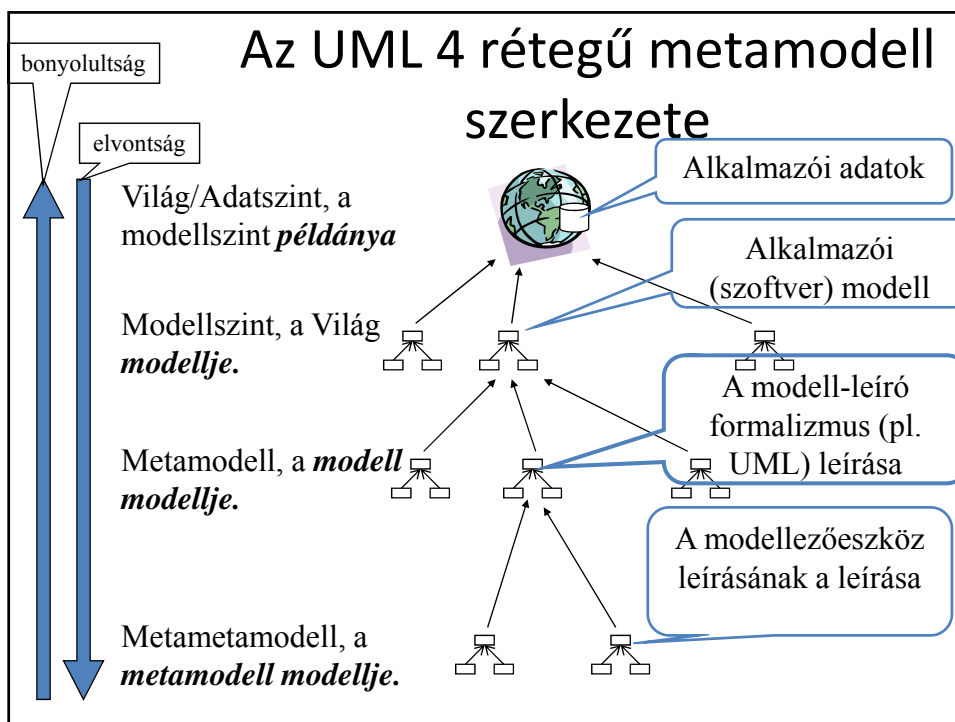 Az UML 4 rétegű metamodell
szerkezete
bonyolultság
elvontság
Világ/Adatszint, a
modellszint példánya
Alkalmazói adatok
Alkalmazói
(szoftver) modell
Modellszint, a Világ
modellje.
A modell-leíró
formalizmus (pl.
UML) leírása
Metamodell, a modell
modellje.
A modellezőeszköz
leírásának a leírása
Metametamodell, a
metamodell modellje.